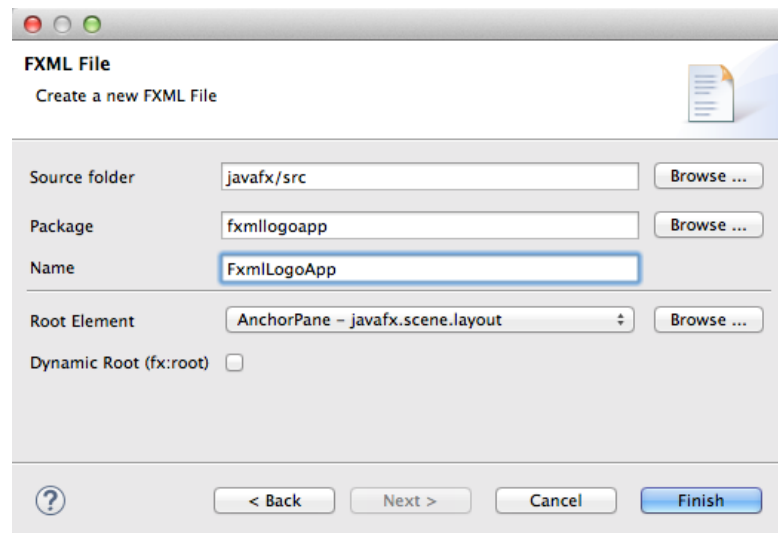 FXML File
Create a new FXML File
Source folder javafx/src Browse ...
Package fxmllogoapp Browse ...
Name FxmlLogoApp
Root Element AnchorPane – javafx.scene.layout Browse ...
Dynamic Root (fx:root)
? < Back Next > Cancel Finish